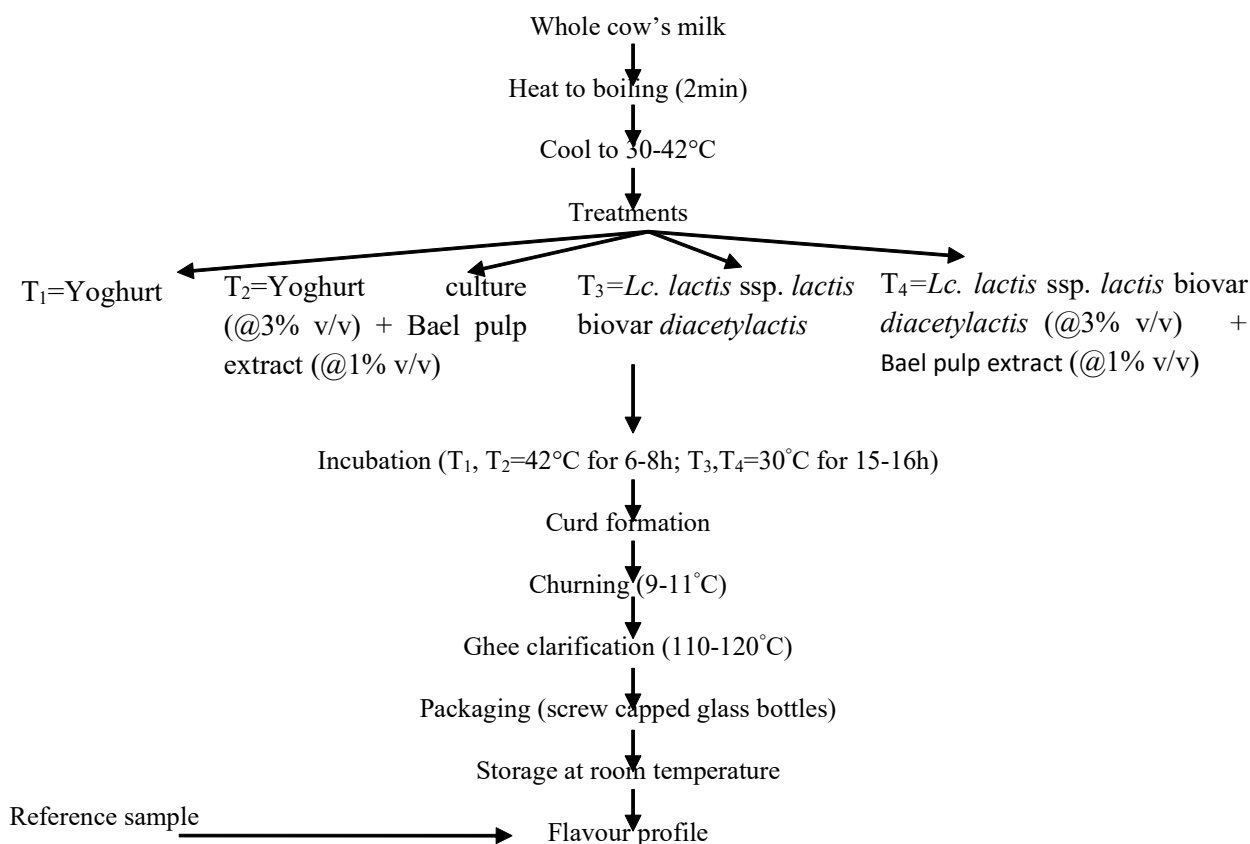 Whole cow’s milk
Heat to boiling (2min)
Cool to 30-42°C
Treatments
T₁=Yoghurt
T₂=Yoghurt culture
(@3% v/v) + Bael pulp
extract (@1% v/v)
T₃=Lc. lactis ssp. lactis
biovar diacetylactis
T₄=Lc. lactis ssp. lactis biovar
diacetylactis (@3% v/v) +
Bael pulp extract (@1% v/v)
Incubation (T₁, T₂=42°C for 6-8h; T₃,T₄=30°C for 15-16h)
Curd formation
Churning (9-11°C)
Ghee clarification (110-120°C)
Packaging (screw capped glass bottles)
Storage at room temperature
Reference sample
Flavour profile